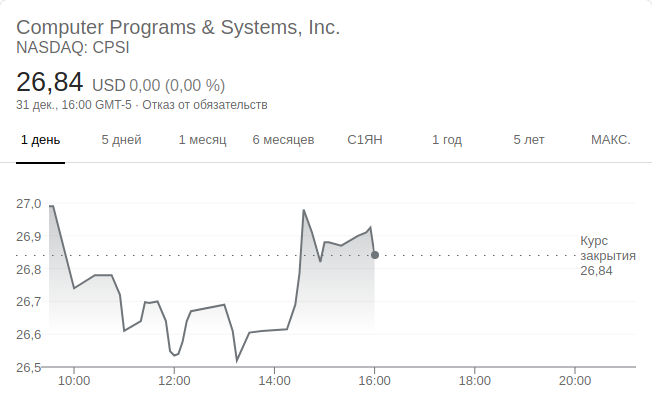 Computer Programs & Systems, Inc.
NASDAQ: CPSI
26,84 USD 0,00 (0,00 %)
31 дек., 16:00 GMT-5 · Отказ от обязательств
1 день 5 дней 1 месяц 6 месяцев С1ЯН 1 год 5 лет МАКС.
27,0
26,9
26,8
26,7
26,6
26,5
Курс
закрытия
26,84
10:00 12:00 14:00 16:00 18:00 20:00